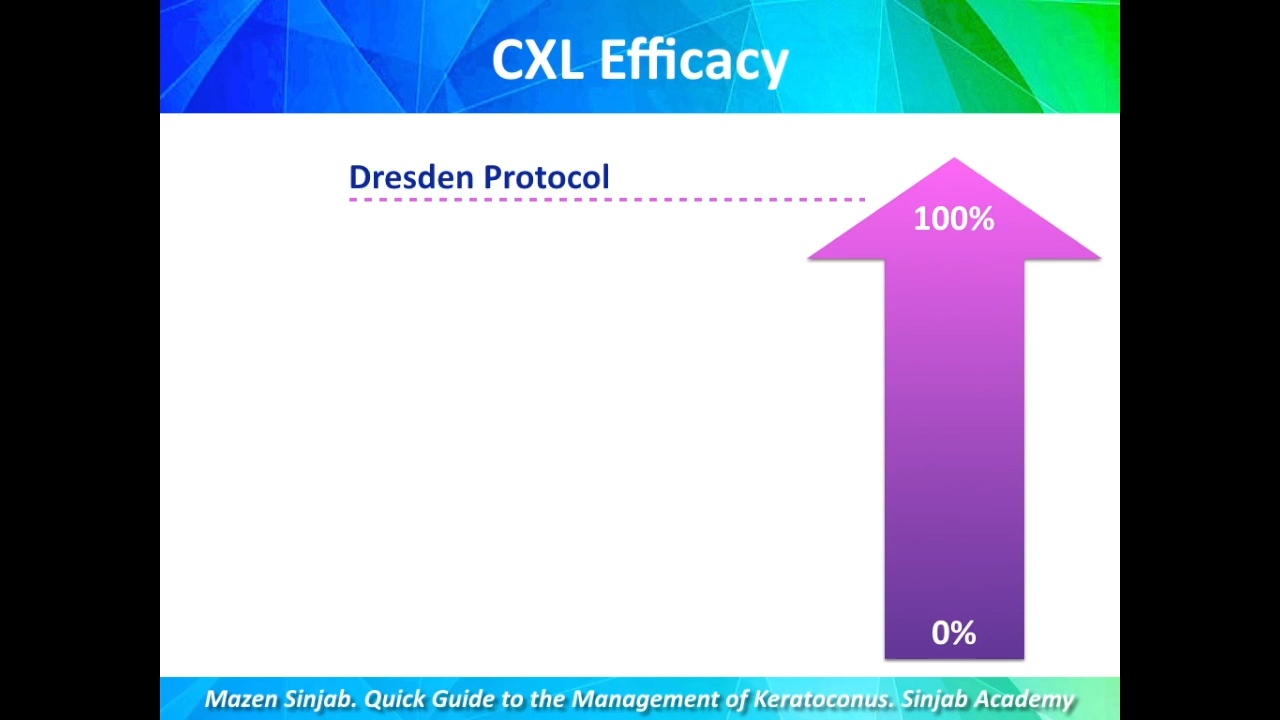 CXL Efficacy
Dresden Protocol
100%
0%
Mazen Sinjab. Quick Guide to the Management of Keratoconus. Sinjab Academy